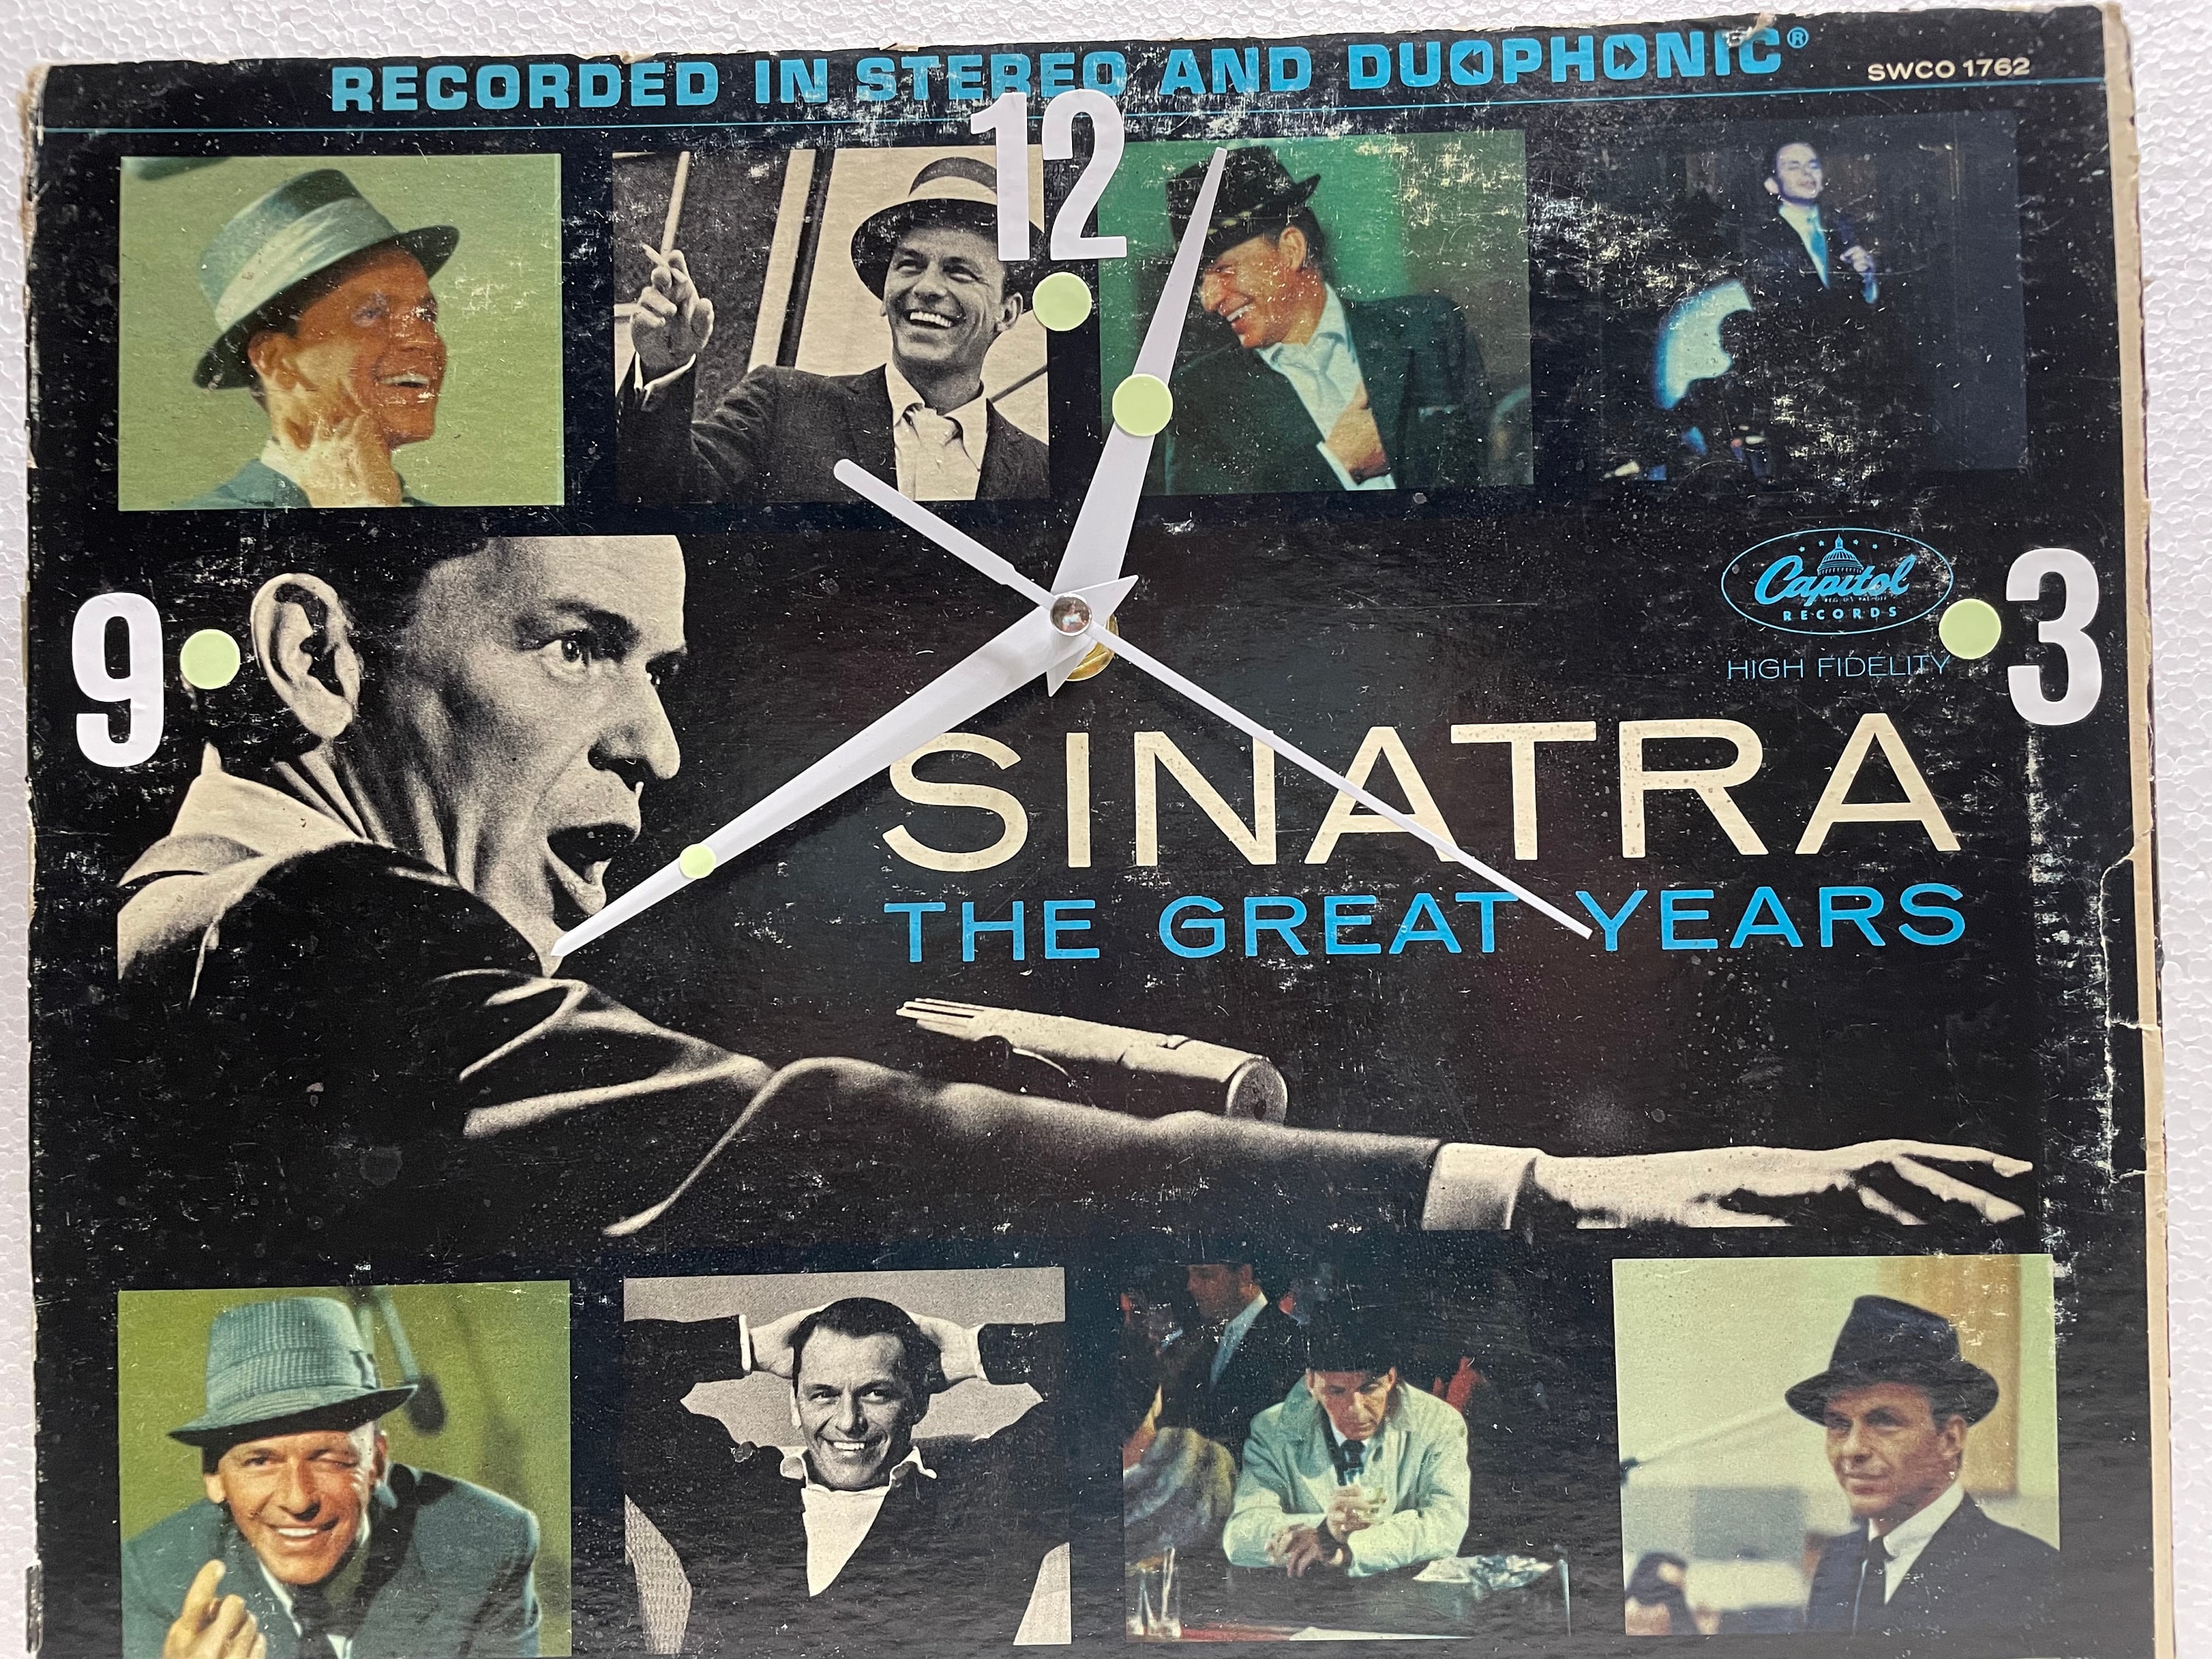 RECORDED IN STEREO AND DUOPHONIC®
SWCO 1762
12
Capitol
RECORDS
HIGH FIDELITY
9
3
SINATRA
THE GREAT YEARS